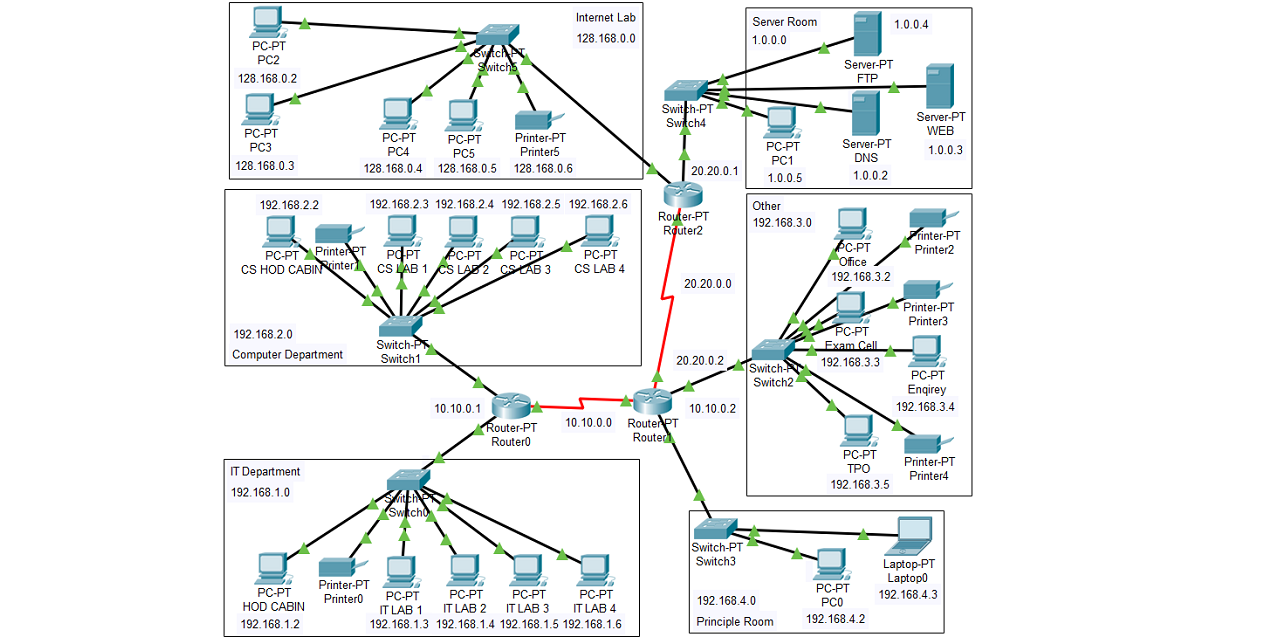 Internet Lab
128.168.0.0
PC-PT
PC2
128.168.0.2
Switch-PT
Switch5
PC-PT
PC3
128.168.0.3
PC-PT
PC4
128.168.0.4
PC-PT
PC5
128.168.0.5
Printer-PT
Printer5
128.168.0.6
Server Room
1.0.0.0
1.0.0.4
Server-PT
FTP
Switch-PT
Switch4
Server-PT
WEB
1.0.0.3
PC-PT
PC1
1.0.0.5
Server-PT
DNS
1.0.0.2
20.20.0.1
Router-PT
Router2
192.168.2.2
192.168.2.3
192.168.2.4
192.168.2.5
192.168.2.6
PC-PT
CS HOD CABIN
Printer-PT
Printer1
PC-PT
CS LAB 1
PC-PT
CS LAB 2
PC-PT
CS LAB 3
PC-PT
CS LAB 4
192.168.2.0
Computer Department
Switch-PT
Switch1
20.20.0.0
Other
192.168.3.0
PC-PT
Office
192.168.3.2
Printer-PT
Printer2
Printer-PT
Printer3
PC-PT
Exam Cell
192.168.3.3
Switch-PT
Switch2
PC-PT
Enqirey
192.168.3.4
PC-PT
TPO
192.168.3.5
Printer-PT
Printer4
20.20.0.2
10.10.0.1
Router-PT
Router0
10.10.0.0
Router-PT
Router1
10.10.0.2
IT Department
192.168.1.0
Switch-PT
Switch0
PC-PT
HOD CABIN
192.168.1.2
Printer-PT
Printer0
PC-PT
IT LAB 1
192.168.1.3
PC-PT
IT LAB 2
192.168.1.4
PC-PT
IT LAB 3
192.168.1.5
PC-PT
IT LAB 4
192.168.1.6
Switch-PT
Switch3
PC-PT
PC0
192.168.4.2
Laptop-PT
Laptop0
192.168.4.3
192.168.4.0
Principle Room